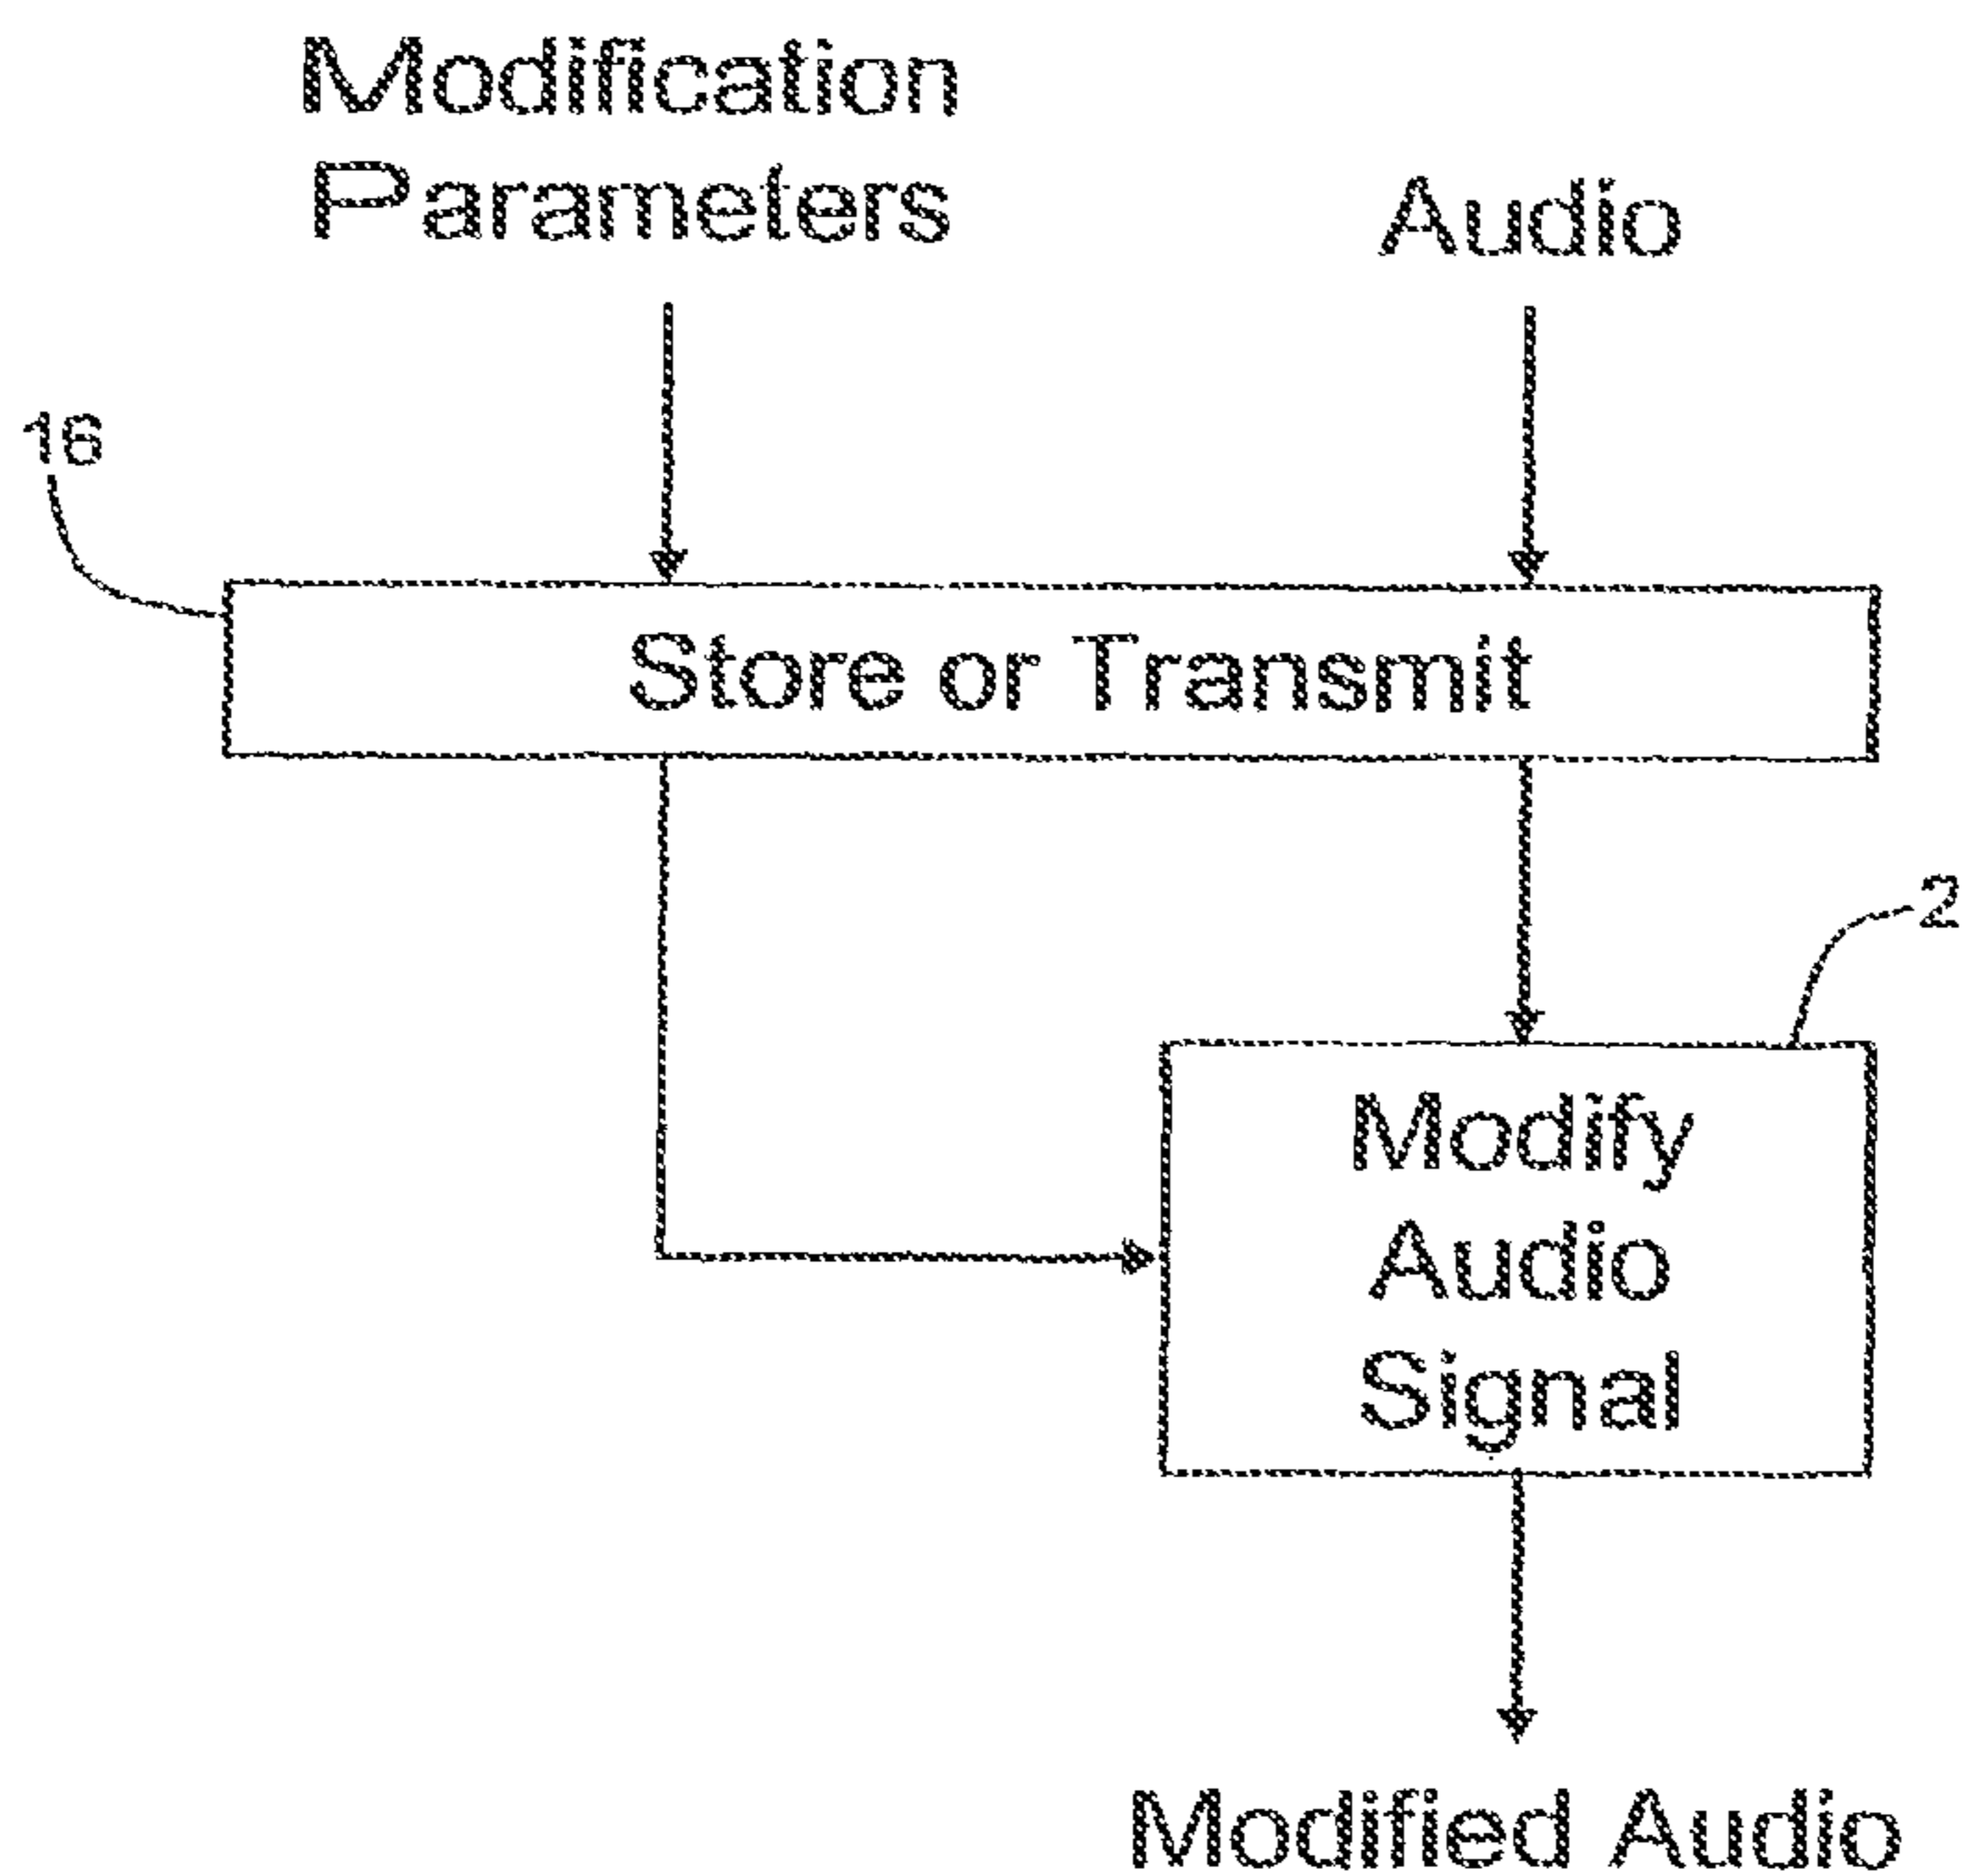 Modification
Parameters
Audio
16
Store or Transmit
2
Modify
Audio
Signal
Modified Audio